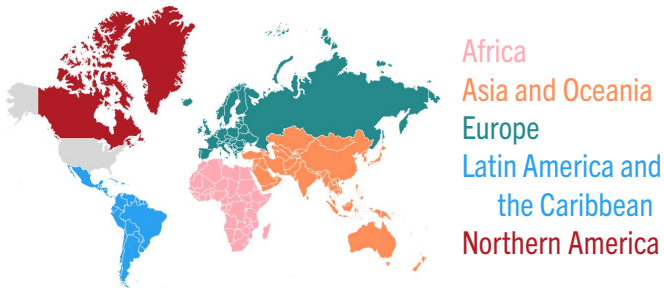 Africa
Asia and Oceania
Europe
Latin America and
the Caribbean
Northern America